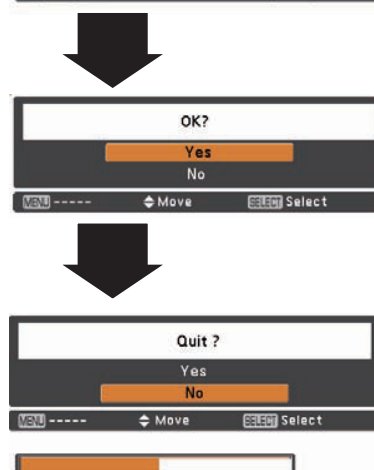 OK?
Yes
No
MENU ----- Move SELECT Select
Quit ?
Yes
No
MENU ----- Move SELECT Select